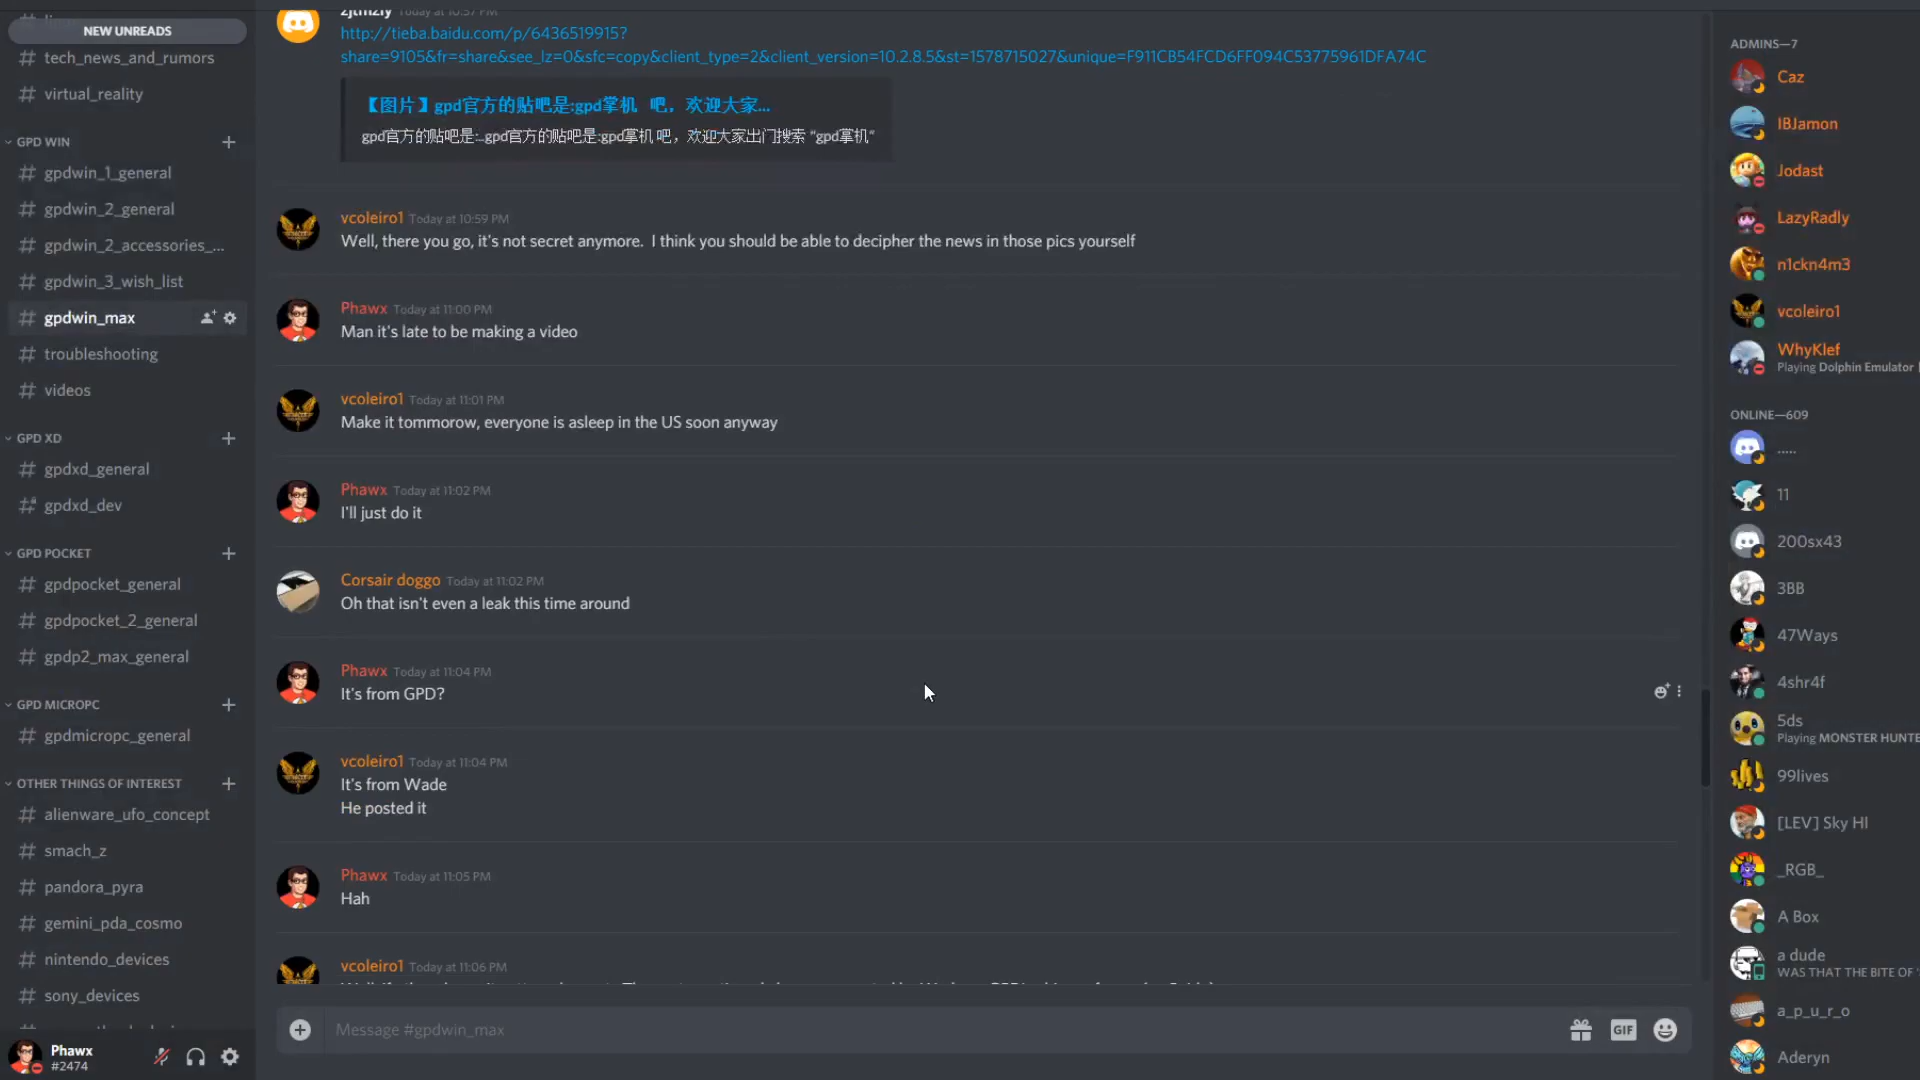 NEW UNREADS
# tech_news_and_rumors
# virtual_reality
GPD WIN
# gpdwin_1_general
# gpdwin_2_general
# gpdwin_2_accessories_...
# gpdwin_3_wish_list
# gpdwin_max
# troubleshooting
# videos
GPD XD
# gpdxd_general
# gpdxd_dev
GPD POCKET
# gpdpocket_general
# gpdpocket_2_general
# gpdp2_max_general
GPD MICROPC
# gpdmicropc_general
OTHER THINGS OF INTEREST
# alienware_ufo_concept
# smach_z
# pandora_pyra
# gemini_pda_cosmo
# nintendo_devices
# sony_devices
Phawx
#2474
zjtmzly Today at 10:57 PM
http://tieba.baidu.com/p/6436519915?
share=9105&fr=share&see_lz=0&sfc=copy&client_type=2&client_version=10.2.8.5&st=1578715027&unique=F911CB54FCD6FF094C53775961DFA74C
【图片】gpd官方的贴吧是:gpd掌机 吧，欢迎大家...
gpd官方的贴吧是:..gpd官方的贴吧是:gpd掌机 吧，欢迎大家出门搜索 “gpd掌机“
vcoleiro1 Today at 10:59 PM
Well, there you go, it's not secret anymore. I think you should be able to decipher the news in those pics yourself
Phawx Today at 11:00 PM
Man it's late to be making a video
vcoleiro1 Today at 11:01 PM
Make it tommorow, everyone is asleep in the US soon anyway
Phawx Today at 11:02 PM
I'll just do it
Corsair doggo Today at 11:02 PM
Oh that isn't even a leak this time around
Phawx Today at 11:04 PM
It's from GPD?
vcoleiro1 Today at 11:04 PM
It's from Wade
He posted it
Phawx Today at 11:05 PM
Hah
vcoleiro1 Today at 11:06 PM
Message #gpdwin_max
GIF
ADMINS—7
Caz
IBJamon
Jodast
LazyRadly
n1ckn4m3
vcoleiro1
WhyKlef
Playing Dolphin Emulator |
ONLINE—609
.....
11
200sx43
3BB
47Ways
4shr4f
5ds
Playing MONSTER HUNTE
99lives
[LEV] Sky HI
_RGB_
A Box
a dude
WAS THAT THE BITE OF '
a_p_u_r_o
Aderyn